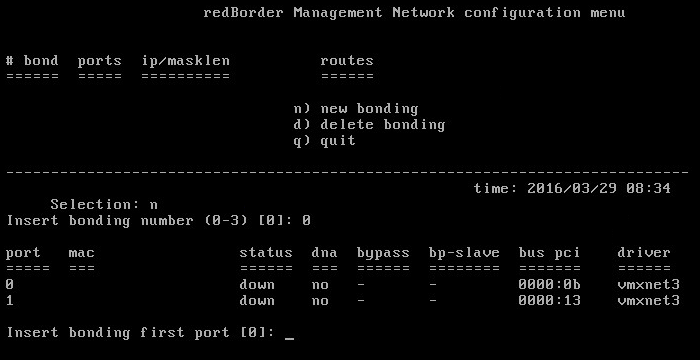 redBorder Management Network configuration menu
# bond  ports  ip/masklen          routes
======  =====  ==========          ======
n) new bonding
d) delete bonding
q) quit
-------------------------------------------------------------------------------
time: 2016/03/29 08:34
Selection: n
Insert bonding number (0-3) [0]: 0
port   mac                status  dna  bypass  bp-slave  bus pci    driver
=====  ===                ======  ===  ======  ========  =======    ======
0                         down    no   -       -         0000:0b    vmxnet3
1                         down    no   -       -         0000:13    vmxnet3
Insert bonding first port [0]: _